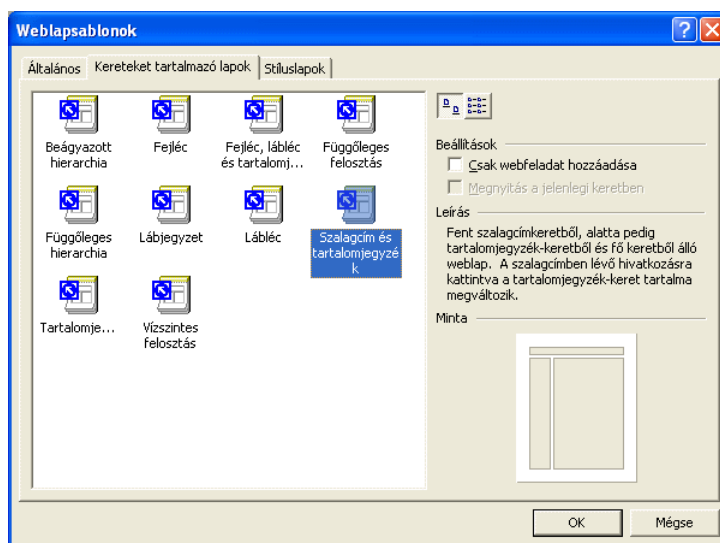 Weblapsablonok
Általános
Kereteket tartalmazó lapok
Stíluslapok
Beágyazott
hierarchia
Fejléc
Fejléc, lábléc
és tartalomj...
Függőleges
felosztás
Függőleges
hierarchia
Lábjegyzet
Lábléc
Szalagcím és
tartalomjegyzé
k
Tartalomje...
Vízszintes
felosztás
Beállítások
Csak webfeladat hozzáadása
Megnyitás a jelenlegi keretben
Leírás
Fent szalagcímkeretből, alatta pedig
tartalomjegyzék-keretből és fő keretből álló
weblap. A szalagcímben lévő hivatkozásra
kattintva a tartalomjegyzék-keret tartalma
megváltozik.
Minta
OK
Mégse